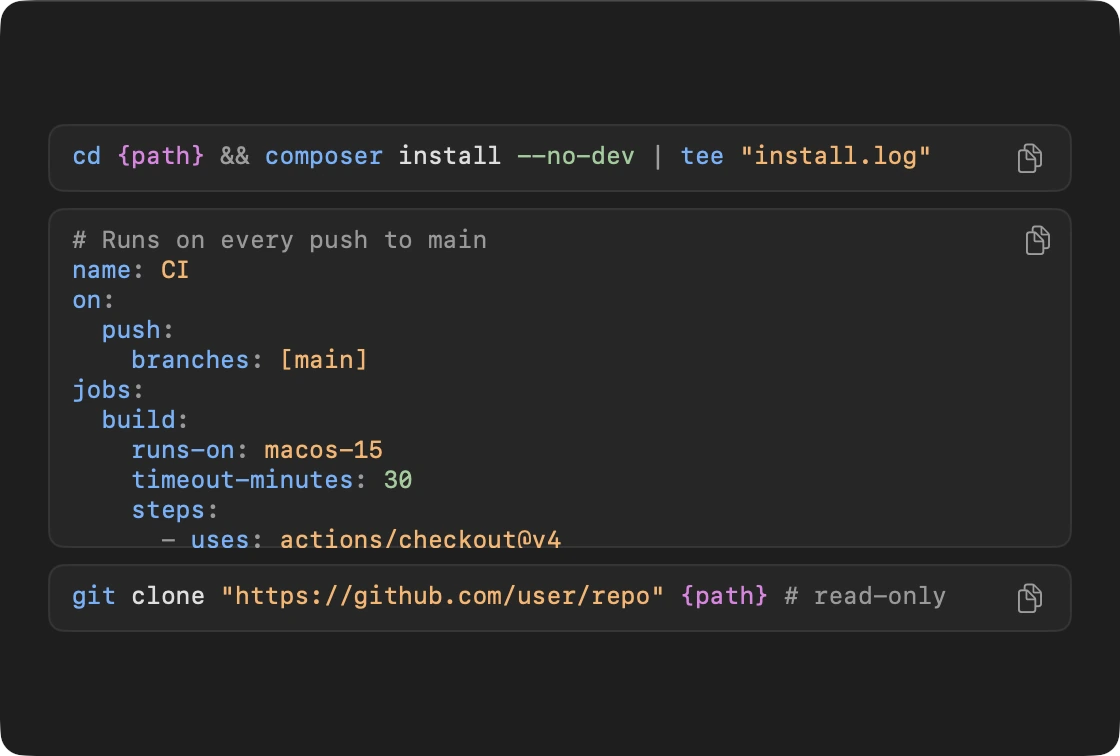 cd {path} && composer install --no-dev | tee "install.log"
# Runs on every push to main
name: CI
on:
  push:
    branches: [main]
jobs:
  build:
    runs-on: macos-15
    timeout-minutes: 30
    steps:
      - uses: actions/checkout@v4
git clone "https://github.com/user/repo" {path} # read-only